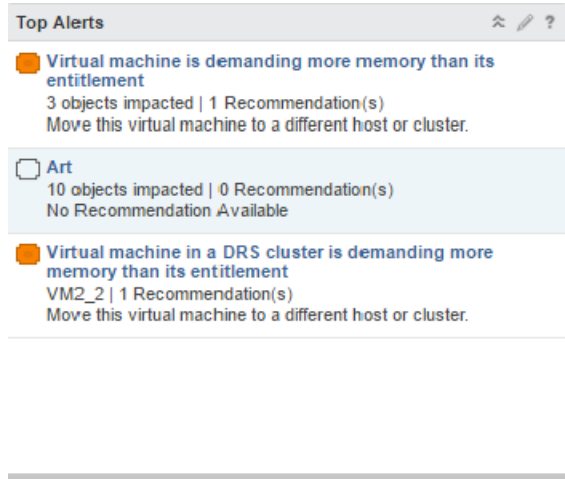 Top Alerts ?
Virtual machine is demanding more memory than its
entitlement
3 objects impacted | 1 Recommendation(s)
Move this virtual machine to a different host or cluster.
Art
10 objects impacted | 0 Recommendation(s)
No Recommendation Available
Virtual machine in a DRS cluster is demanding more
memory than its entitlement
VM2_2 | 1 Recommendation(s)
Move this virtual machine to a different host or cluster.